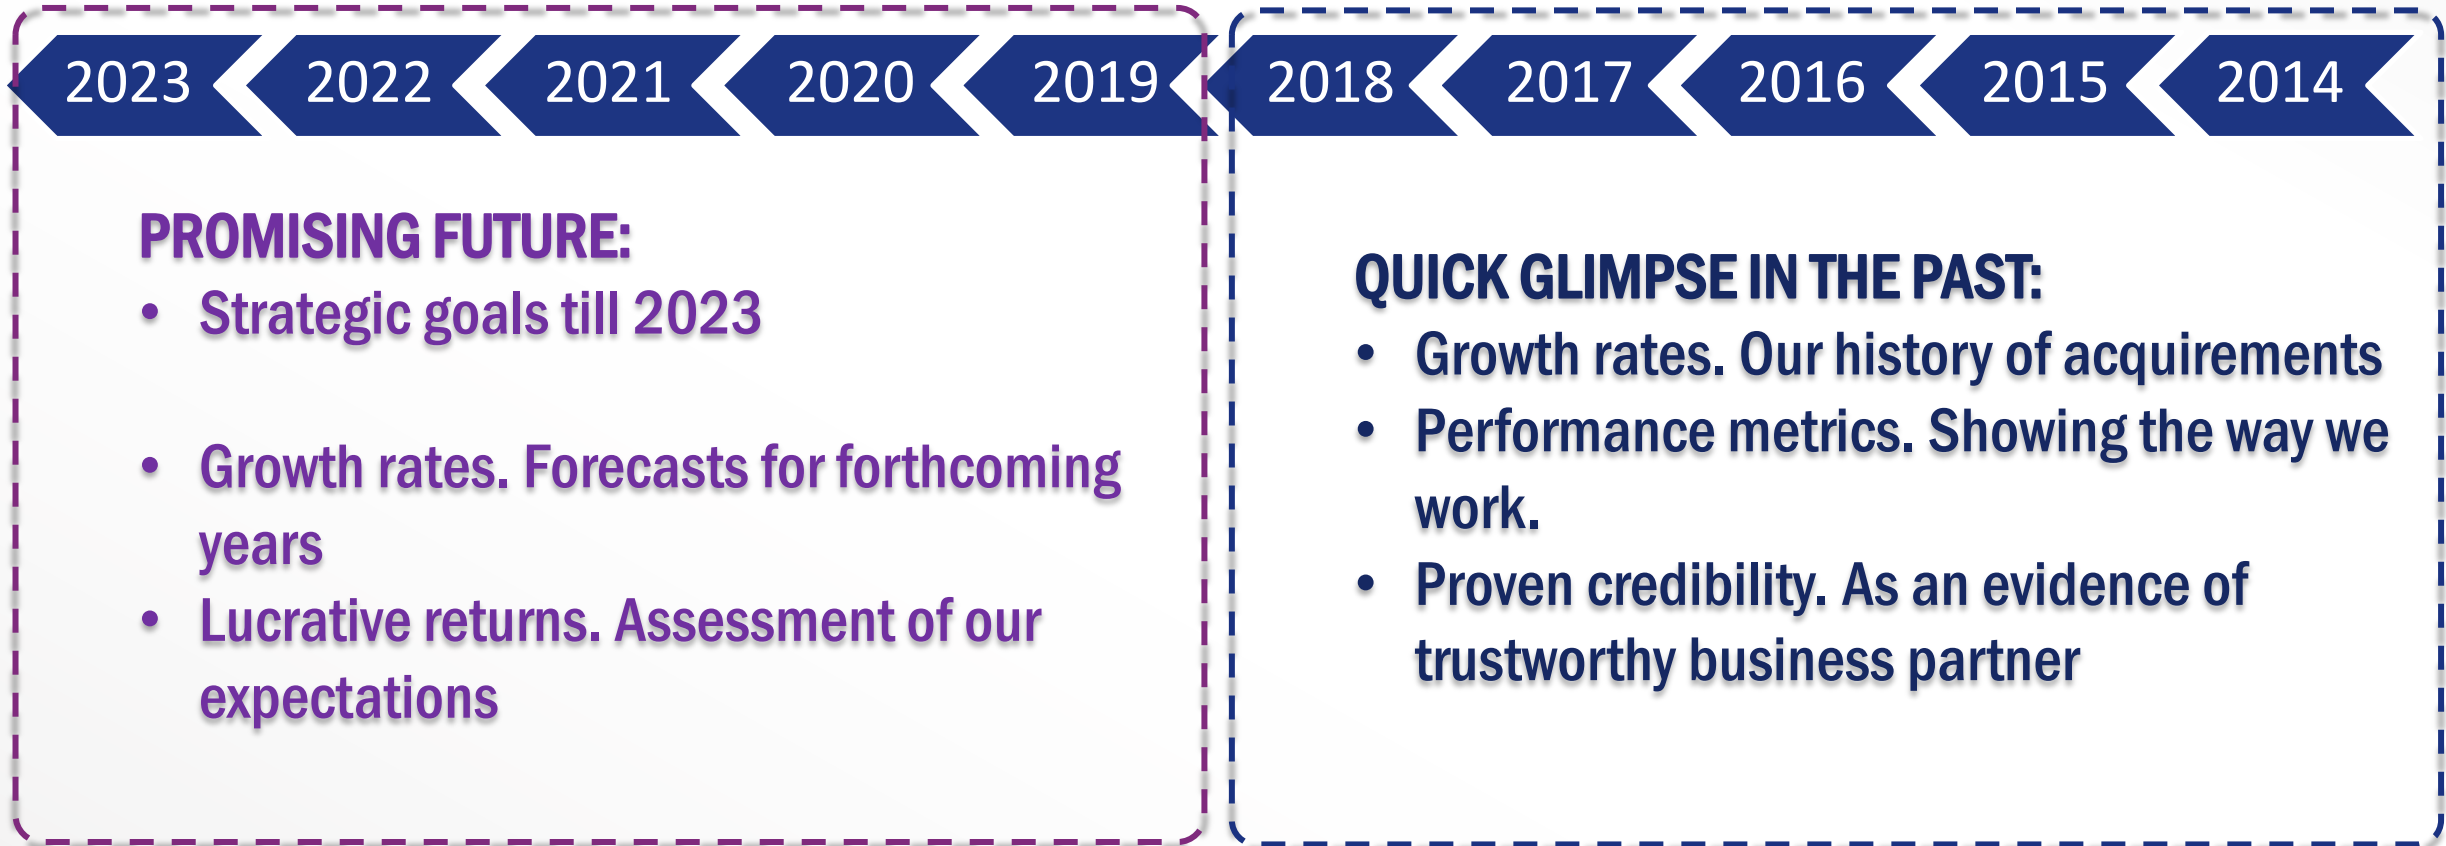 2023 2022 2021 2020 2019 2018 2017 2016 2015 2014
PROMISING FUTURE:
• Strategic goals till 2023
• Growth rates. Forecasts for forthcoming
years
• Lucrative returns. Assessment of our
expectations
QUICK GLIMPSE IN THE PAST:
• Growth rates. Our history of acquirements
• Performance metrics. Showing the way we
work.
• Proven credibility. As an evidence of
trustworthy business partner